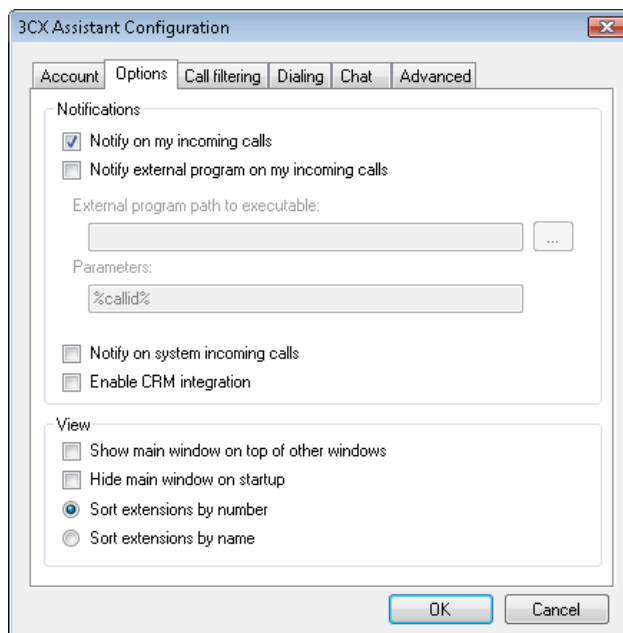 3CX Assistant Configuration
Account Options Call filtering Dialing Chat Advanced
Notifications
Notify on my incoming calls
Notify external program on my incoming calls
External program path to executable:
...
Parameters:
%callid%
Notify on system incoming calls
Enable CRM integration
View
Show main window on top of other windows
Hide main window on startup
Sort extensions by number
Sort extensions by name
OK Cancel